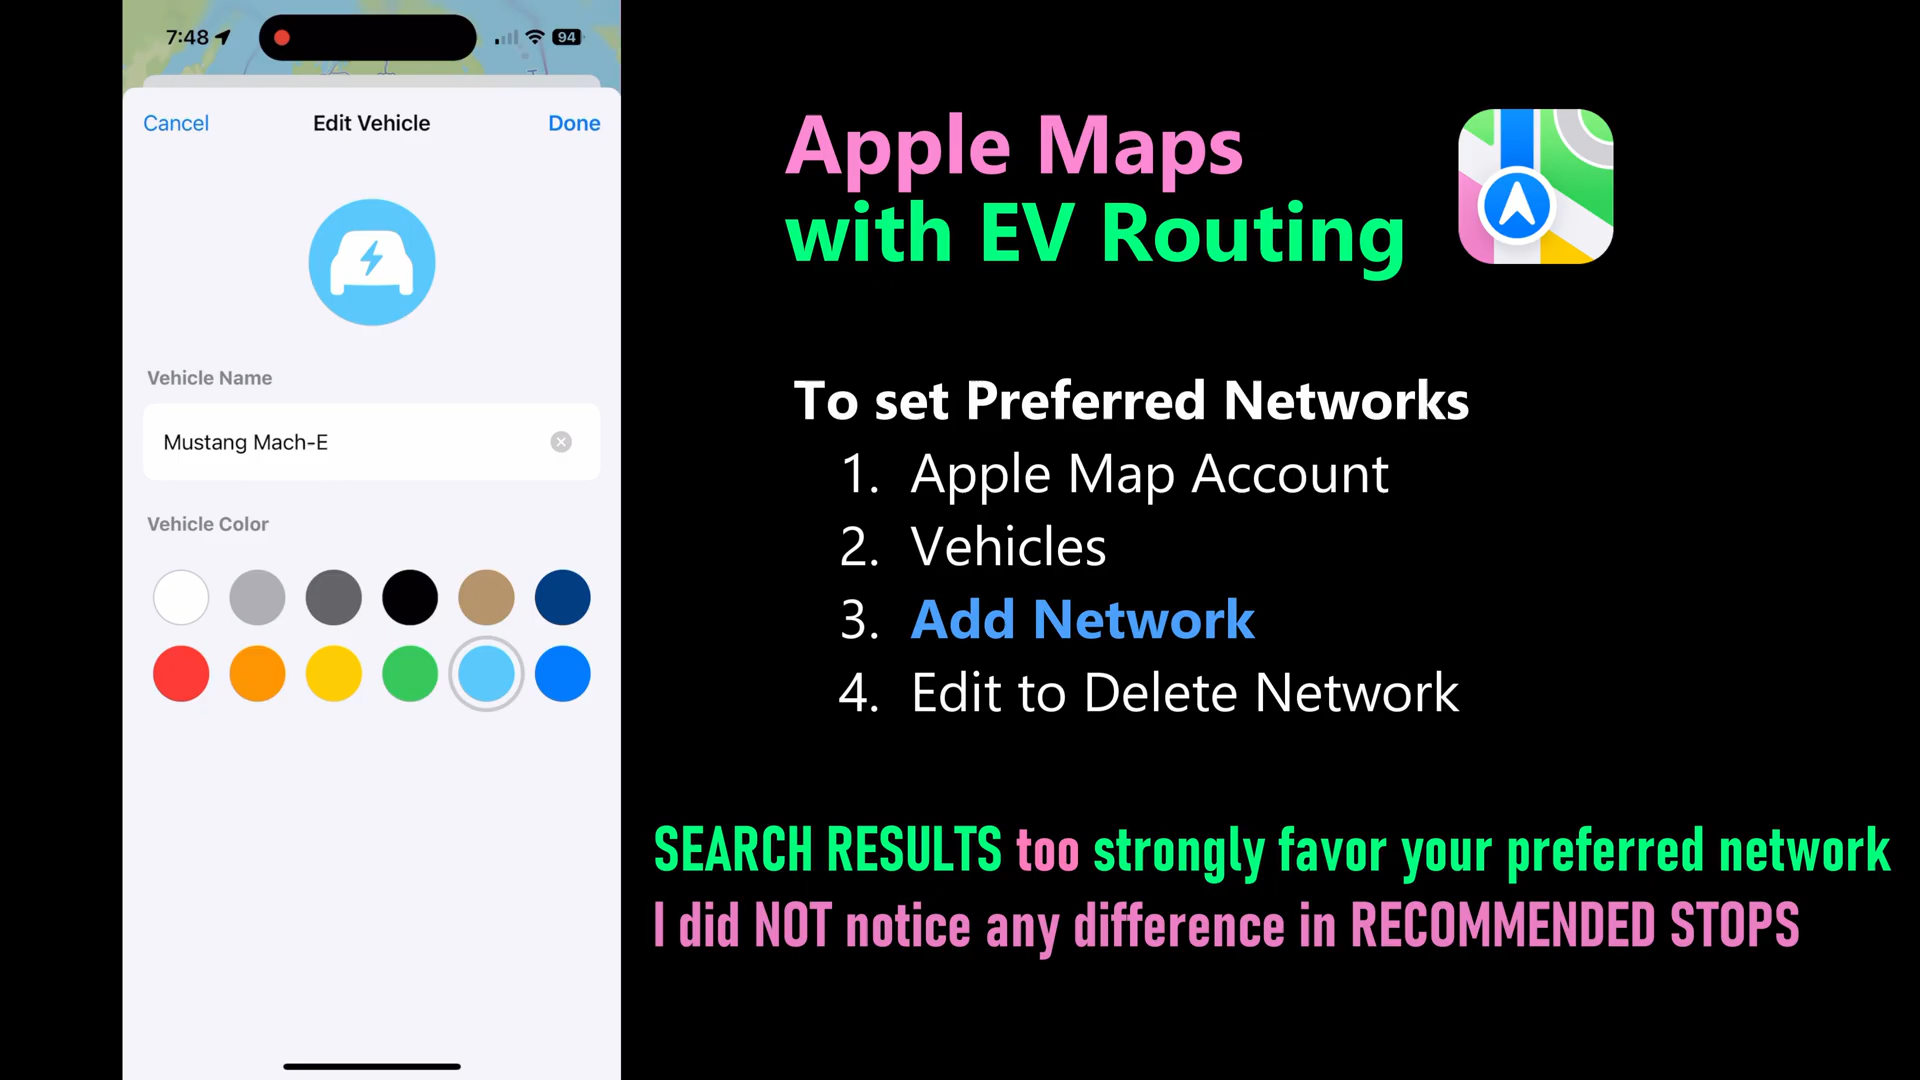 7:48
94
Cancel
Edit Vehicle
Done
Vehicle Name
Mustang Mach-E
Vehicle Color
Apple Maps
with EV Routing
To set Preferred Networks
1. Apple Map Account
2. Vehicles
3. Add Network
4. Edit to Delete Network
SEARCH RESULTS too strongly favor your preferred network
I did NOT notice any difference in RECOMMENDED STOPS